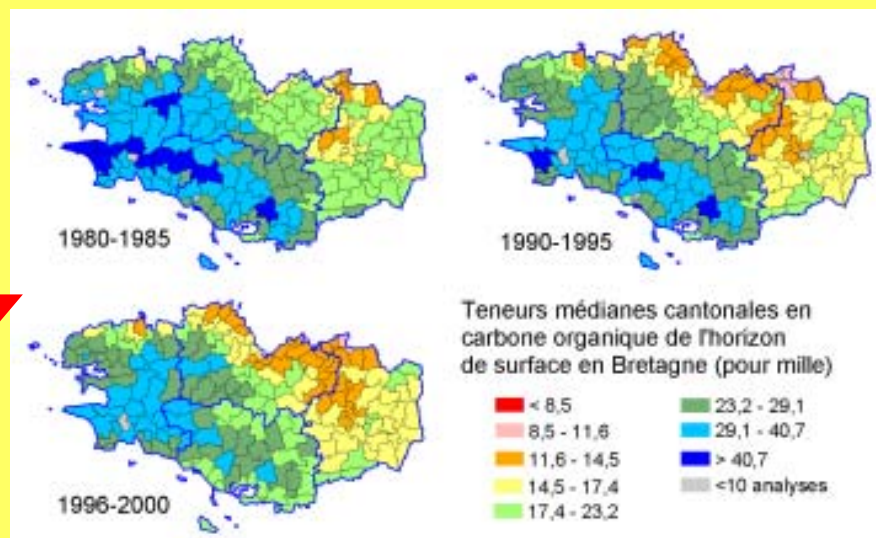 1980-1985
1990-1995
1996-2000
Teneurs médianes cantonales en
carbone organique de l'horizon
de surface en Bretagne (pour mille)
< 8,5
8,5 - 11,6
11,6 - 14,5
14,5 - 17,4
17,4 - 23,2
23,2 - 29,1
29,1 - 40,7
> 40,7
<10 analyses